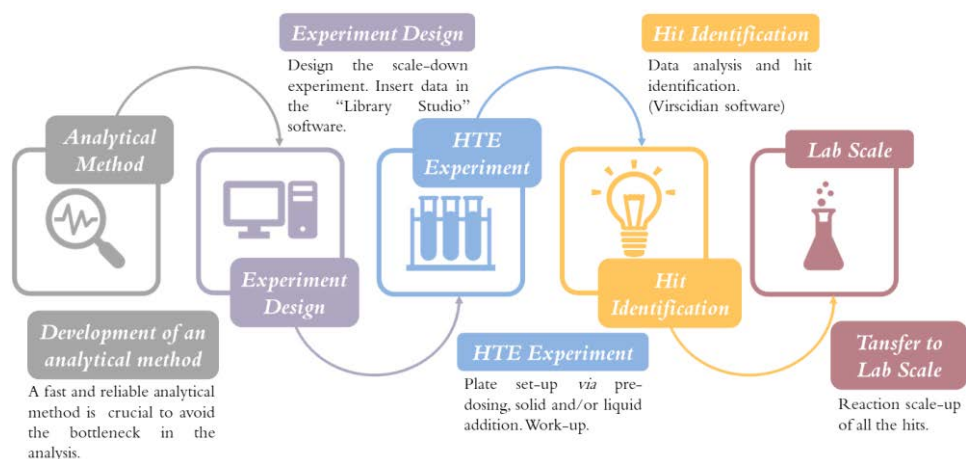 Experiment Design
Design the scale-down
experiment. Insert data in
the “Library Studio”
software.
Hit Identification
Data analysis and hit
identification.
(Virscidian software)
Analytical
Method
HTE
Experiment
Lab Scale
Experiment
Design
Hit
Identification
Development of an
analytical method
A fast and reliable analytical
method is crucial to avoid
the bottleneck in the
analysis.
HTE Experiment
Plate set-up via pre-
dosing, solid and/or liquid
addition. Work-up.
Tansfer to
Lab Scale
Reaction scale-up
of all the hits.